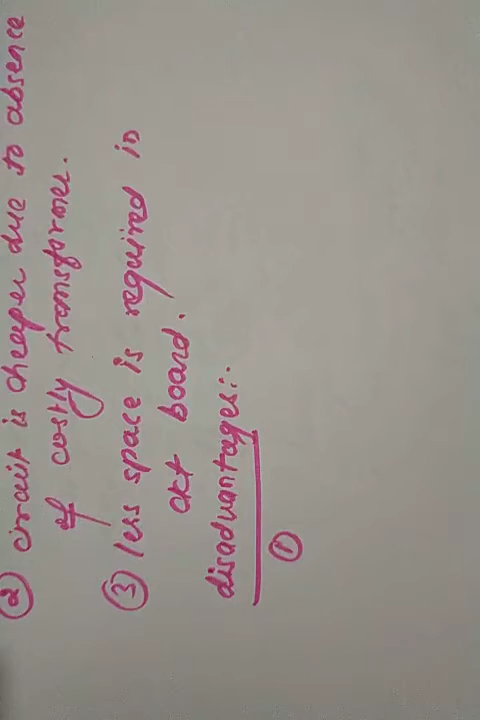 ② circuit is cheaper due to absence
of costly transformer.
③ less space is required in
ckt board.
disadvantages:-
①